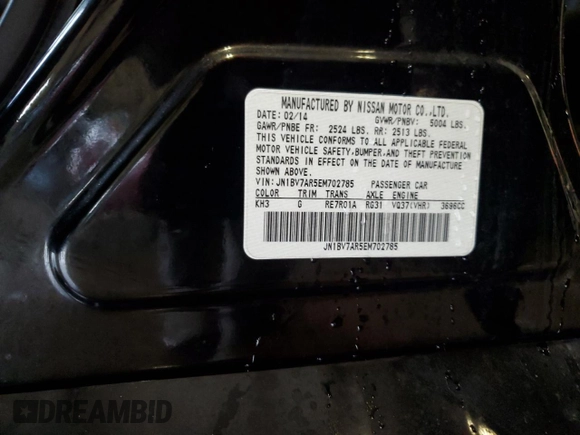 MANUFACTURED BY NISSAN MOTOR CO.,LTD.
DATE: 02/14 GVWR/PNBV: 5004 LBS.
GAWR/PNBE FR: 2524 LBS. RR: 2513 LBS.
THIS VEHICLE CONFORMS TO ALL APPLICABLE FEDERAL
MOTOR VEHICLE SAFETY,BUMPER,AND THEFT PREVENTION
STANDARDS IN EFFECT ON THE DATE OF MANUFACTURE
SHOWN ABOVE.
VIN: JN1BV7AR5EM702785 PASSENGER CAR
COLOR TRIM TRANS AXLE ENGINE
KH3 G RE7R01A RG31 VQ37(VHR) 3696CC
JN1BV7AR5EM702785
DREAMBID